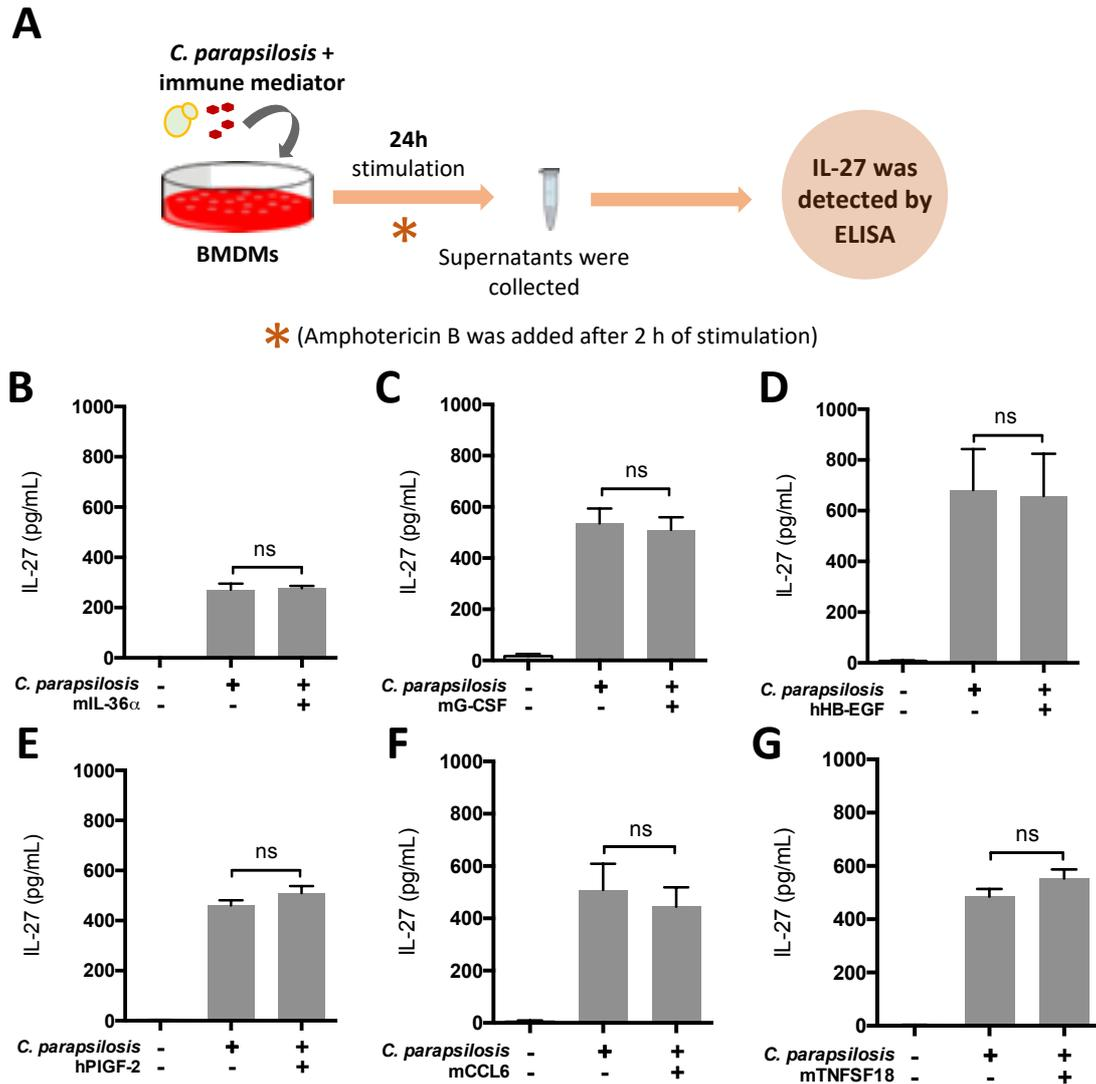 A
C. parapsilosis +
immune mediator
24h
stimulation
*
BMDMs
Supernatants were
collected
IL-27 was
detected by
ELISA
* (Amphotericin B was added after 2 h of stimulation)
B
IL-27 (pg/mL)
1000
800
600
400
200
0
ns
C. parapsilosis - + +
mIL-36α - - +
C
IL-27 (pg/mL)
1000
800
600
400
200
0
ns
C. parapsilosis - + +
mG-CSF - - +
D
IL-27 (pg/mL)
1000
800
600
400
200
0
ns
C. parapsilosis - + +
hHB-EGF - - +
E
IL-27 (pg/mL)
1000
800
600
400
200
0
ns
C. parapsilosis - + +
hPIGF-2 - - +
F
IL-27 (pg/mL)
1000
800
600
400
200
0
ns
C. parapsilosis - + +
mCCL6 - - +
G
IL-27 (pg/mL)
1000
800
600
400
200
0
ns
C. parapsilosis - + +
mTNFSF18 - - +